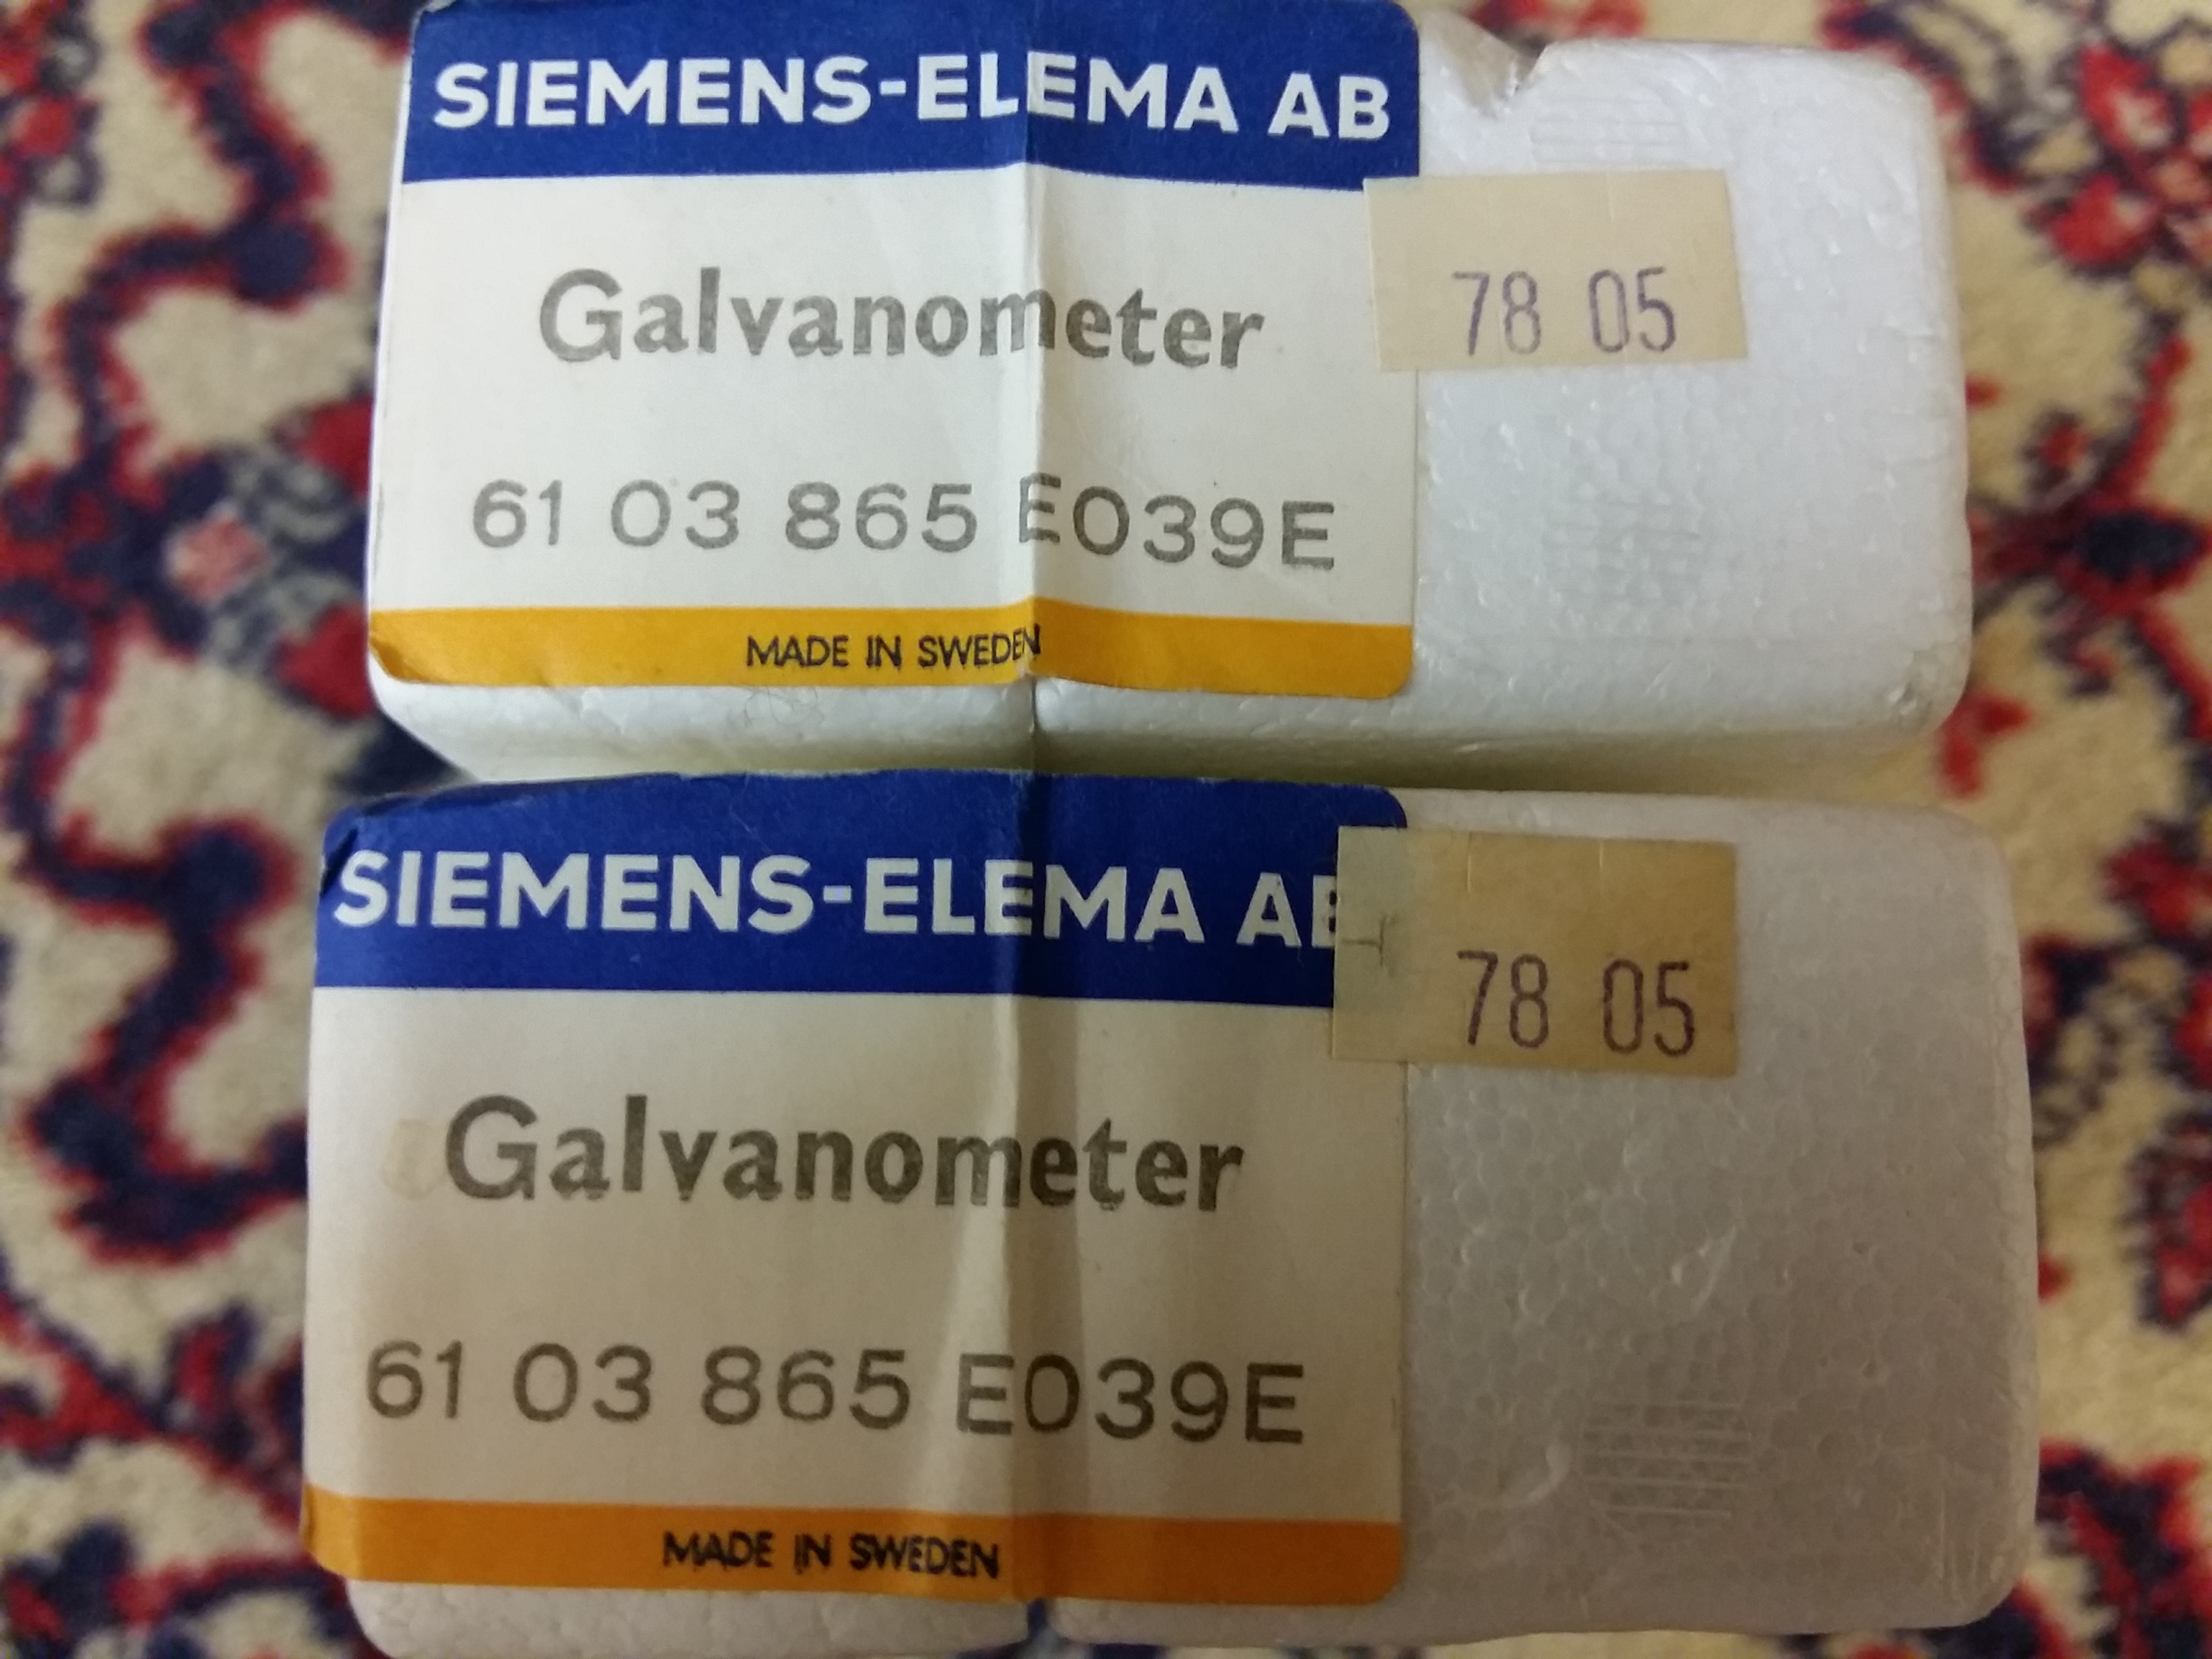 SIEMENS-ELEMA AB
Galvanometer
78 05
61 03 865 E039E
MADE IN SWEDEN
SIEMENS-ELEMA AB
78 05
Galvanometer
61 03 865 E039E
MADE IN SWEDEN